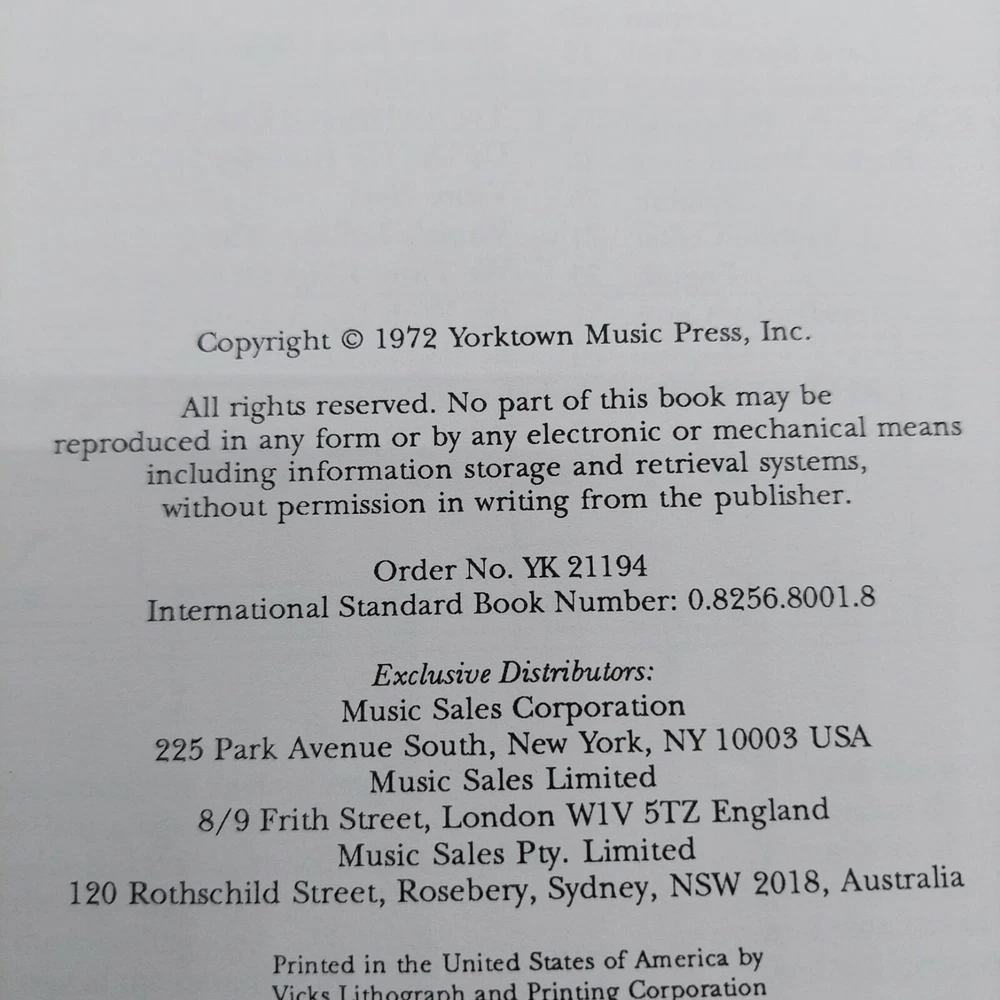 Copyright © 1972 Yorktown Music Press, Inc.
All rights reserved. No part of this book may be
reproduced in any form or by any electronic or mechanical means
including information storage and retrieval systems,
without permission in writing from the publisher.
Order No. YK 21194
International Standard Book Number: 0.8256.8001.8
Exclusive Distributors:
Music Sales Corporation
225 Park Avenue South, New York, NY 10003 USA
Music Sales Limited
8/9 Frith Street, London W1V 5TZ England
Music Sales Pty. Limited
120 Rothschild Street, Rosebery, Sydney, NSW 2018, Australia
Printed in the United States of America by
Vicks Lithograph and Printing Corporation